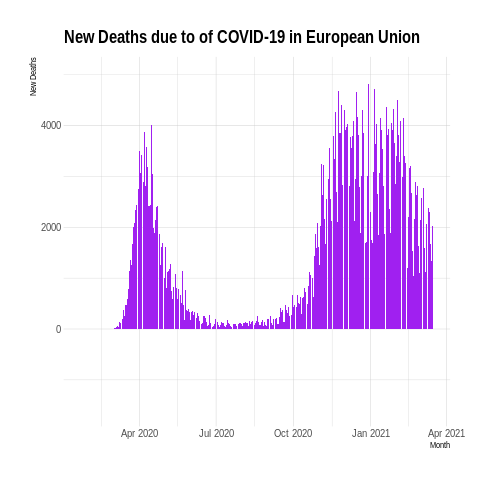 New Deaths due to of COVID-19 in European Union
New Deaths
4000
2000
0
Apr 2020
Jul 2020
Oct 2020
Jan 2021
Apr 2021
Month